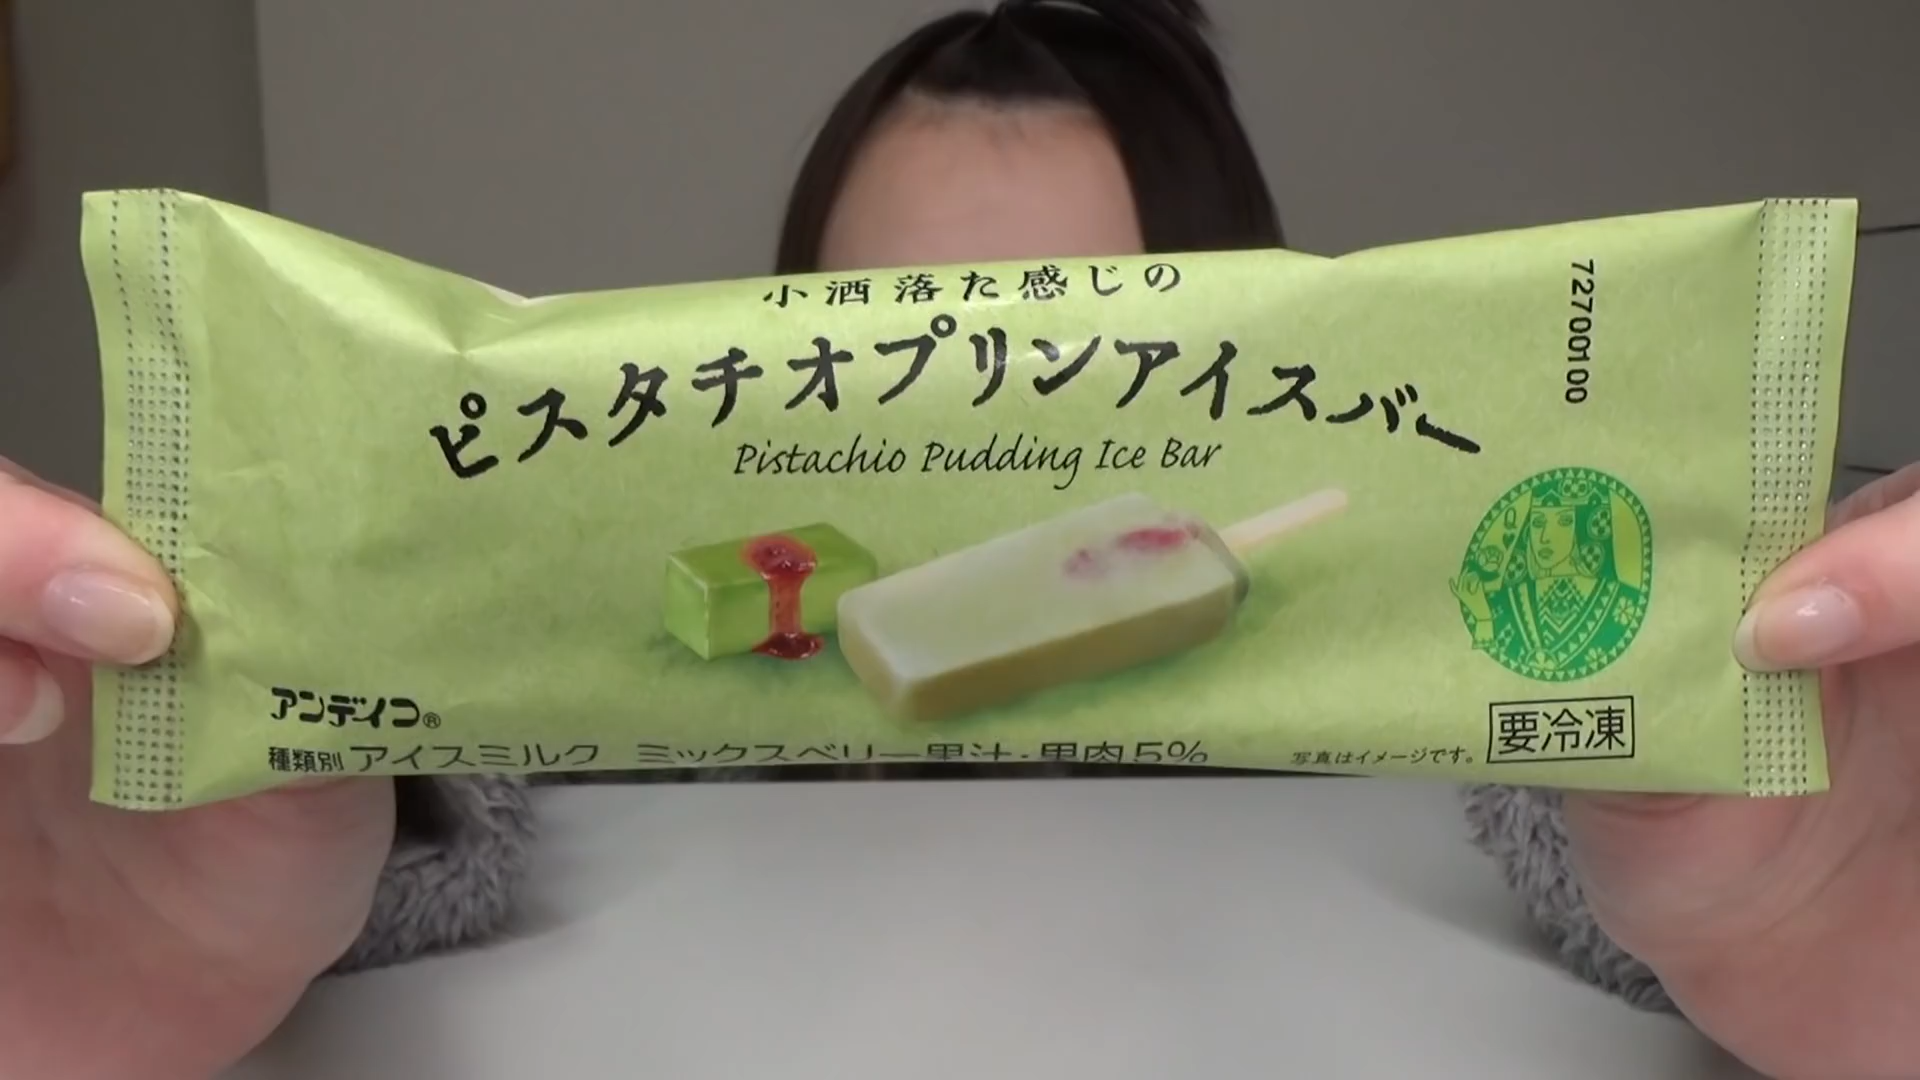 小洒落た感じの
ピスタチオプリンアイスバー
Pistachio Pudding Ice Bar
72700100
Q
アンデイコ®
種類別 アイスミルク ミックスベリー果汁・果肉5%
写真はイメージです。
要冷凍